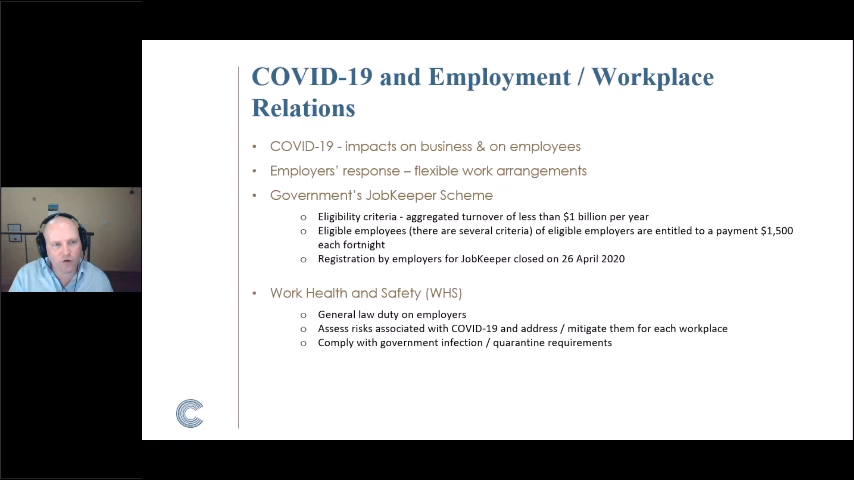 COVID-19 and Employment / Workplace
Relations
• COVID-19 - impacts on business & on employees
• Employers' response – flexible work arrangements
• Government's JobKeeper Scheme
o Eligibility criteria - aggregated turnover of less than $1 billion per year
o Eligible employees (there are several criteria) of eligible employers are entitled to a payment $1,500
each fortnight
o Registration by employers for JobKeeper closed on 26 April 2020
• Work Health and Safety (WHS)
o General law duty on employers
o Assess risks associated with COVID-19 and address / mitigate them for each workplace
o Comply with government infection / quarantine requirements